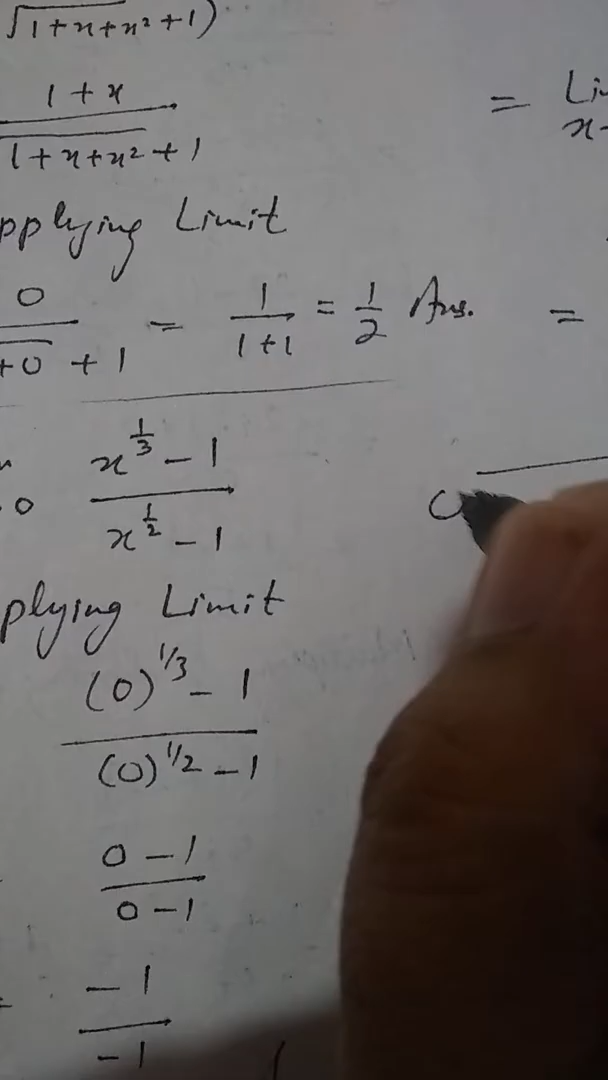 √1+x+x² +1)
1 + x
√1+x+x² + 1
= Li
x-
pplying Limit
0
+0 + 1 = 1/1+1 = 1/2 Ans. =
0 x^1/3 - 1
x^1/2 - 1
plying Limit
(0)^1/3 - 1
(0)^1/2 - 1
0 - 1
0 - 1
- 1
- 1